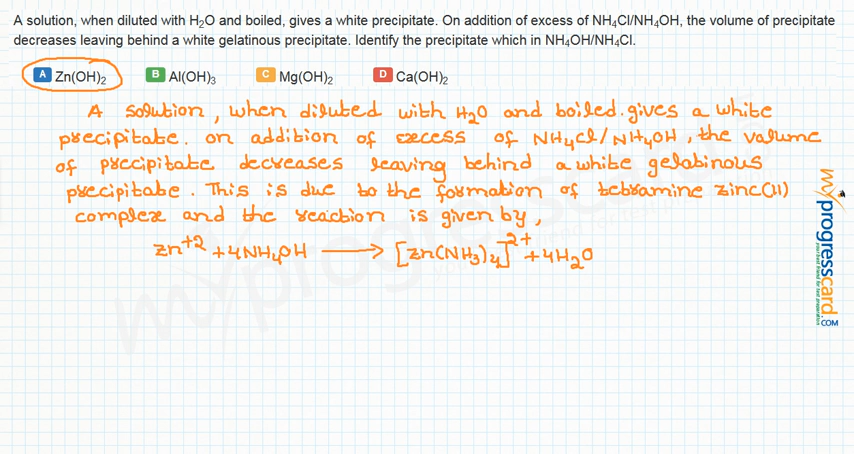 A solution, when diluted with H₂O and boiled, gives a white precipitate. On addition of excess of NH₄Cl/NH₄OH, the volume of precipitate
decreases leaving behind a white gelatinous precipitate. Identify the precipitate which in NH₄OH/NH₄Cl.
A Zn(OH)₂ B Al(OH)₃ C Mg(OH)₂ D Ca(OH)₂
A solution, when diluted with H₂O and boiled. gives a white
precipitate. on addition of excess of NH₄Cl/NH₄OH, the volume
of precipitate decreases leaving behind a white gelatinous
precipitate. This is due to the formation of tetramine zinc(II)
complex and the reaction is given by,
Zn⁺² + 4NH₄OH ⟶ [Zn(NH₃)₄]²⁺ + 4H₂O
myprogresscard.COM